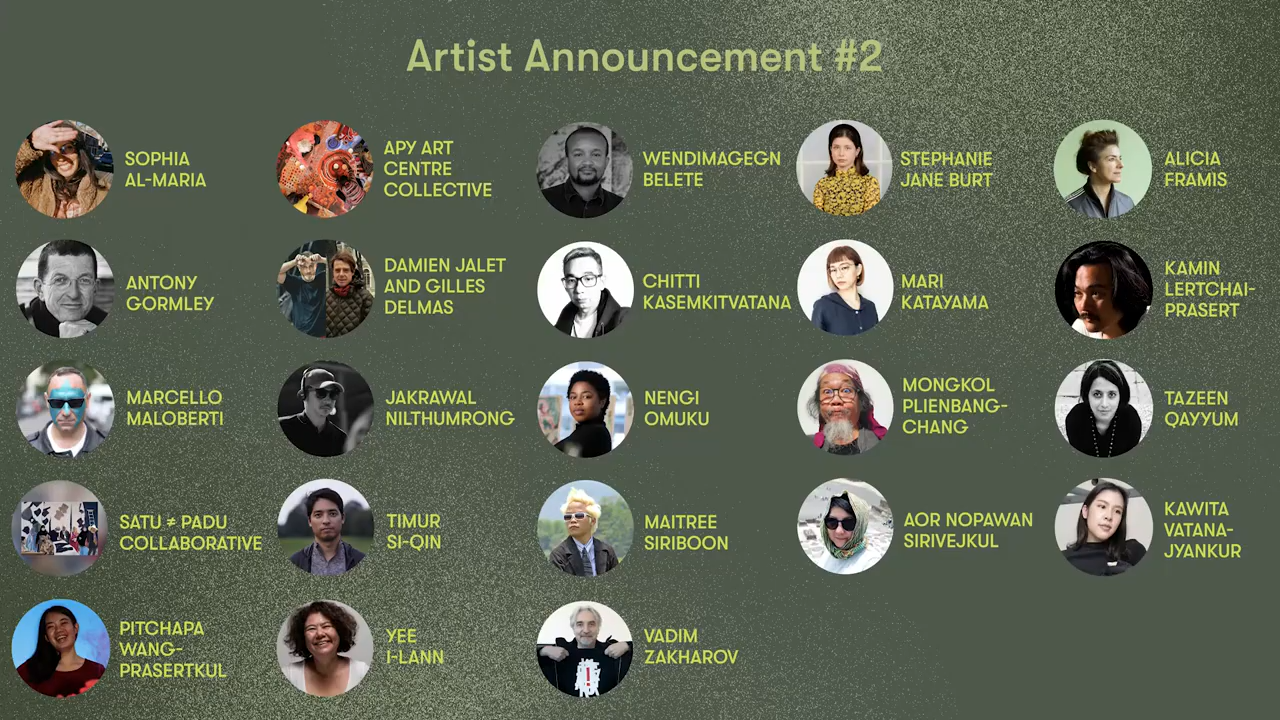 Artist Announcement #2
SOPHIA
AL-MARIA
APY ART
CENTRE
COLLECTIVE
WENDIMAGEGN
BELETE
STEPHANIE
JANE BURT
ALICIA
FRAMIS
ANTONY
GORMLEY
DAMIEN JALET
AND GILLES
DELMAS
CHITTI
KASEMKITVATANA
MARI
KATAYAMA
KAMIN
LERTCHAI-
PRASERT
MARCELLO
MALOBERTI
JAKRAWAL
NILTHUMRONG
NENGI
OMUKU
MONGKOL
PLIENBANG-
CHANG
TAZEEN
QAYYUM
SATU ≠ PADU
COLLABORATIVE
TIMUR
SI-QIN
MAITREE
SIRIBOON
AOR NOPAWAN
SIRIVEJKUL
KAWITA
VATANA-
JYANKUR
PITCHAPA
WANG-
PRASERTKUL
YEE
I-LANN
VADIM
ZAKHAROV